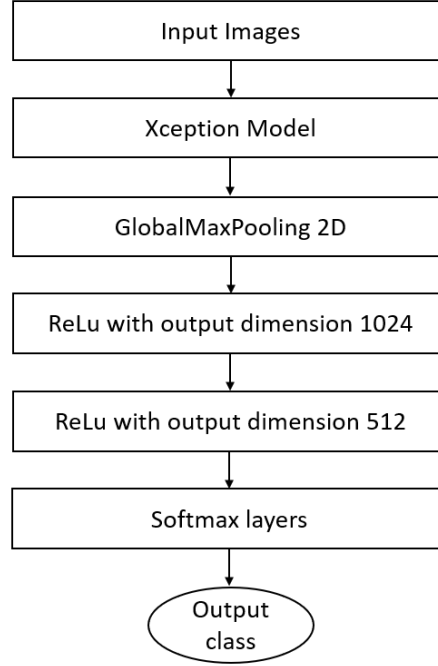 Input Images
Xception Model
GlobalMaxPooling 2D
ReLu with output dimension 1024
ReLu with output dimension 512
Softmax layers
Output
class